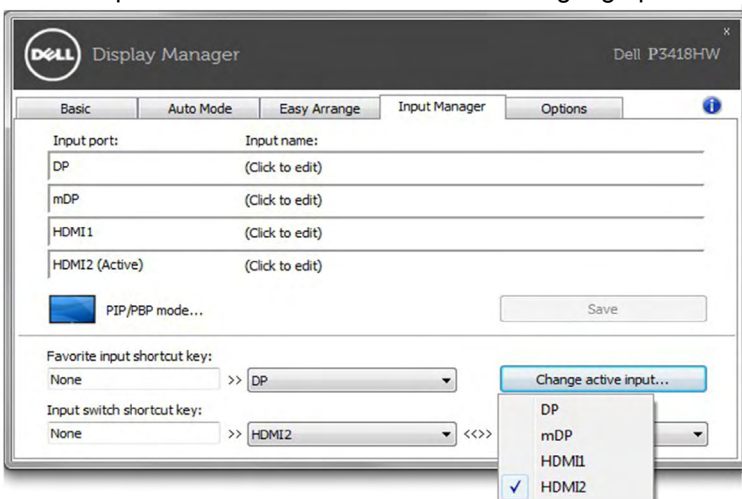 DELL Display Manager
x
Dell P3418HW
Basic Auto Mode Easy Arrange Input Manager Options
Input port: Input name:
DP (Click to edit)
mDP (Click to edit)
HDMI1 (Click to edit)
HDMI2 (Active) (Click to edit)
PIP/PBP mode... Save
Favorite input shortcut key:
None >> DP Change active input...
Input switch shortcut key:
None >> HDMI2 <<>>
DP
mDP
HDMI1
✓ HDMI2